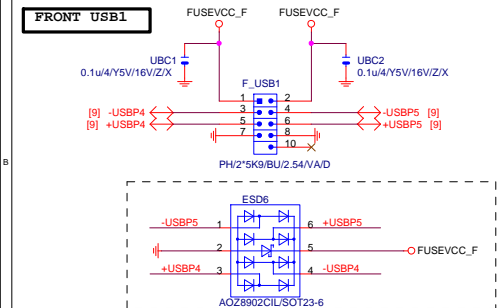 FRONT USB1
FUSEVCC_F FUSEVCC_F
UBC1 UBC2
0.1u/4/Y5V/16V/Z/X 0.1u/4/Y5V/16V/Z/X
F_USB1
1 2
[9] -USBP4 3 4 -USBP5 [9]
[9] +USBP4 5 6 +USBP5 [9]
7 8
10
PH/2*5K9/BU/2.54/VA/D
B
ESD6
-USBP5 1 6 +USBP5
2 5 FUSEVCC_F
+USBP4 3 4 -USBP4
AOZ8902CIL/SOT23-6